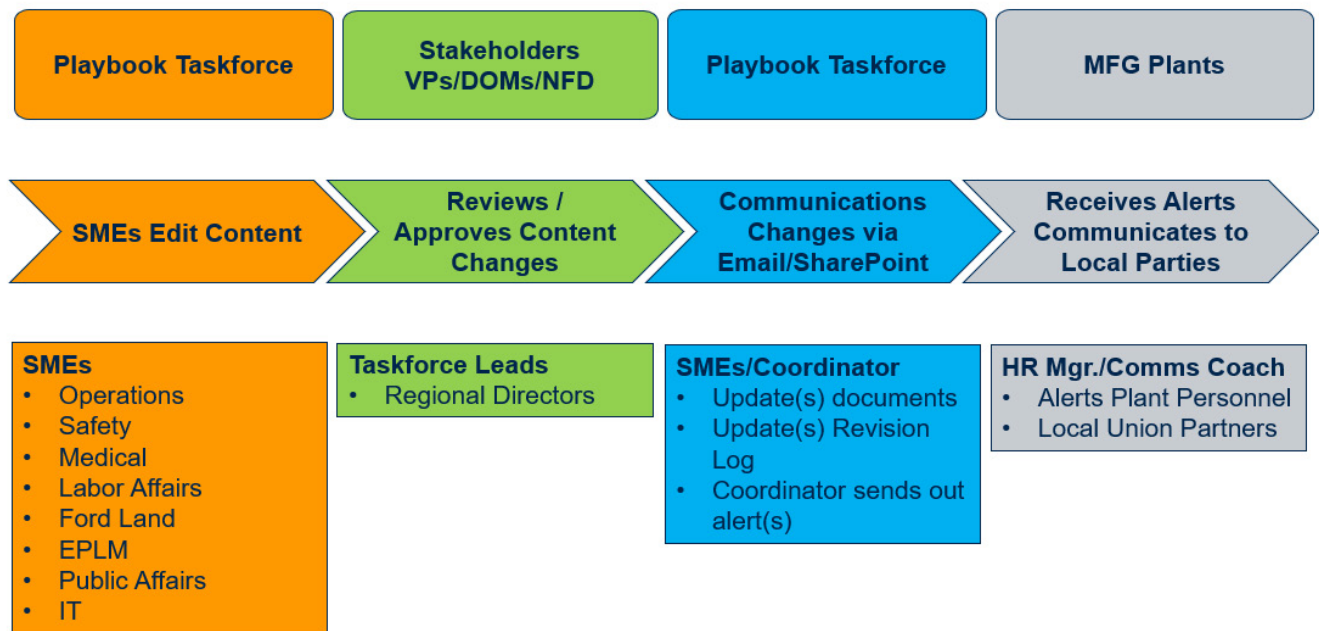 Playbook Taskforce
Stakeholders
VPs/DOMs/NFD
Playbook Taskforce
MFG Plants
SMEs Edit Content
Reviews /
Approves Content
Changes
Communications
Changes via
Email/SharePoint
Receives Alerts
Communicates to
Local Parties
SMEs
• Operations
• Safety
• Medical
• Labor Affairs
• Ford Land
• EPLM
• Public Affairs
• IT
Taskforce Leads
• Regional Directors
SMEs/Coordinator
• Update(s) documents
• Update(s) Revision
Log
• Coordinator sends out
alert(s)
HR Mgr./Comms Coach
• Alerts Plant Personnel
• Local Union Partners